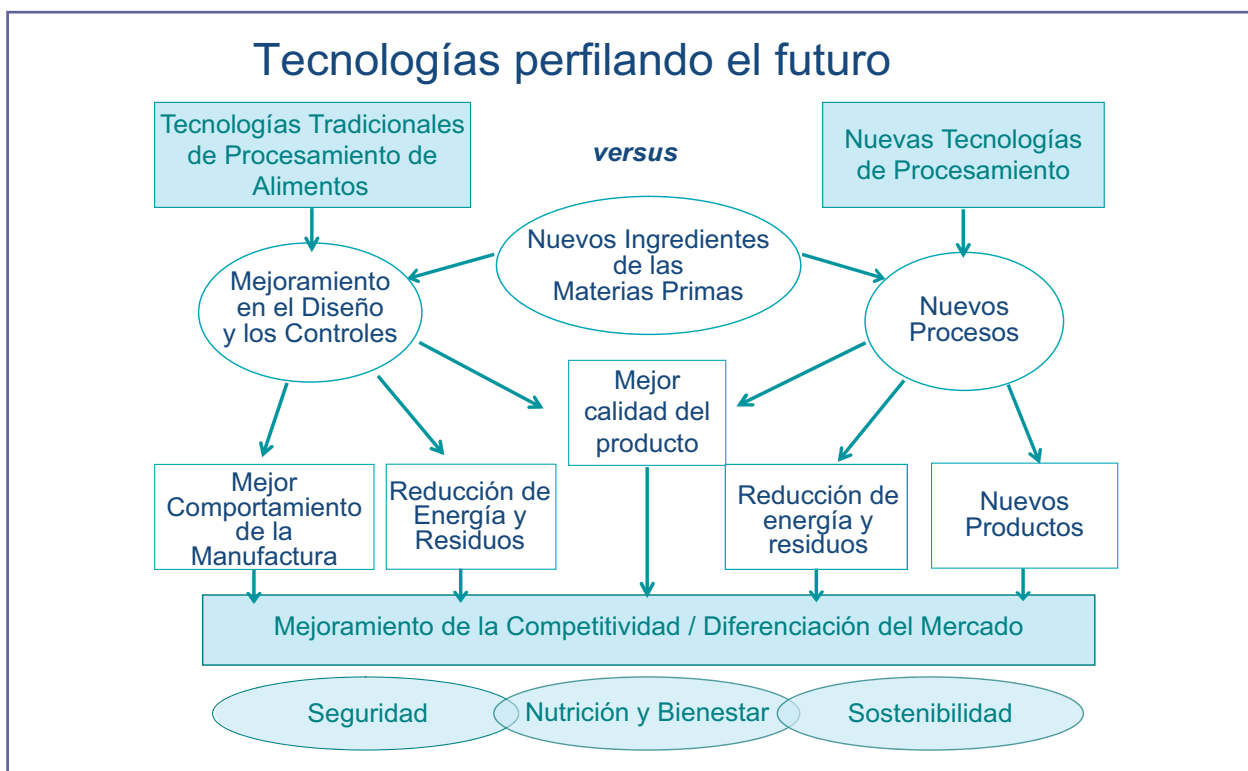 Tecnologías perfilando el futuro
Tecnologías Tradicionales
de Procesamiento de
Alimentos
versus
Nuevas Tecnologías
de Procesamiento
Nuevos Ingredientes
de las
Materias Primas
Mejoramiento
en el Diseño
y los Controles
Nuevos
Procesos
Mejor
calidad del
producto
Mejor
Comportamiento
de la
Manufactura
Reducción de
Energía y
Residuos
Reducción de
energía y
residuos
Nuevos
Productos
Mejoramiento de la Competitividad / Diferenciación del Mercado
Seguridad
Nutrición y Bienestar
Sostenibilidad